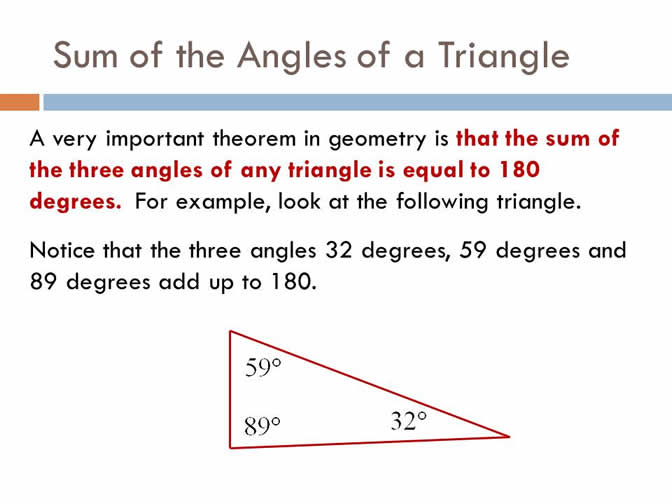 Sum of the Angles of a Triangle
A very important theorem in geometry is that the sum of
the three angles of any triangle is equal to 180
degrees. For example, look at the following triangle.
Notice that the three angles 32 degrees, 59 degrees and
89 degrees add up to 180.
59°
89°
32°